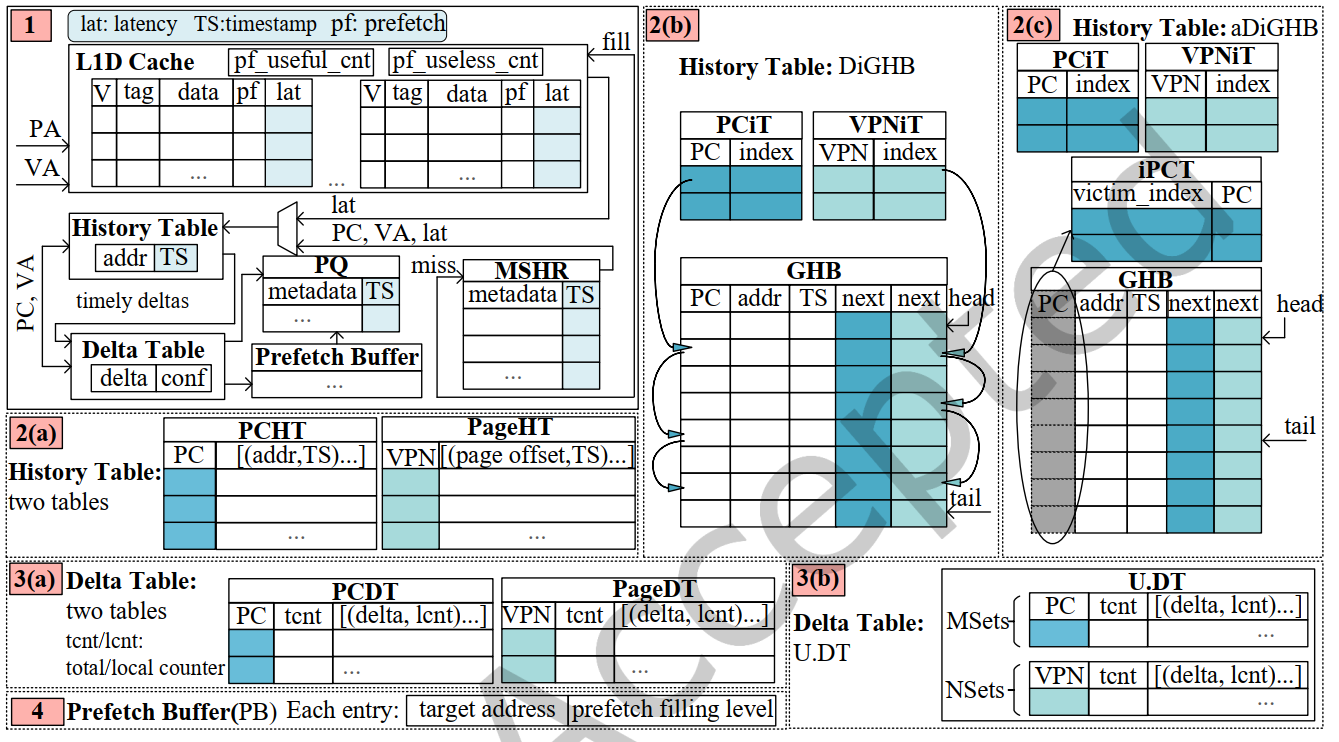 1
lat: latency TS:timestamp pf: prefetch
L1D Cache
pf_useful_cnt
pf_useless_cnt
fill
V tag data pf lat
V tag data pf lat
...
...
...
PA
VA
lat
PC, VA, lat
History Table
addr TS
PC, VA
timely deltas
PQ
metadata TS
...
miss
MSHR
metadata TS
...
Delta Table
delta conf
Prefetch Buffer
...
2(a)
History Table:
two tables
PCHT
PC [(addr,TS)...]
...
PageHT
VPN [(page offset,TS)...]
...
2(b)
History Table: DiGHB
PCiT
PC index
VPNiT
VPN index
GHB
PC addr TS next next
head
tail
2(c)
History Table: aDiGHB
PCiT
PC index
VPNiT
VPN index
iPCT
victim_index PC
GHB
PC addr TS next next
head
tail
3(a)
Delta Table:
two tables
tcnt/lcnt:
total/local counter
PCDT
PC tcnt [(delta, lcnt)...]
...
PageDT
VPN tcnt [(delta, lcnt)...]
...
3(b)
Delta Table:
U.DT
U.DT
MSets
PC tcnt [(delta, lcnt)...]
...
NSets
VPN tcnt [(delta, lcnt)...]
...
4
Prefetch Buffer(PB) Each entry: target address prefetch filling level
Accepted